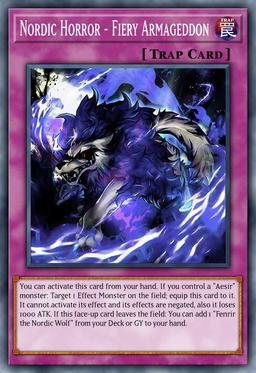 Nordic Horror - Fiery Armageddon
TRAP
罠
[Trap Card]
You can activate this card from your hand. If you control a "Aesir"
monster: Target 1 Effect Monster on the field; equip this card to it.
It cannot activate its effect and its effects are negated, also it loses
1000 ATK. If this face-up card leaves the field: You can add 1 "Fenrir
the Nordic Wolf" from your Deck or GY to your hand.